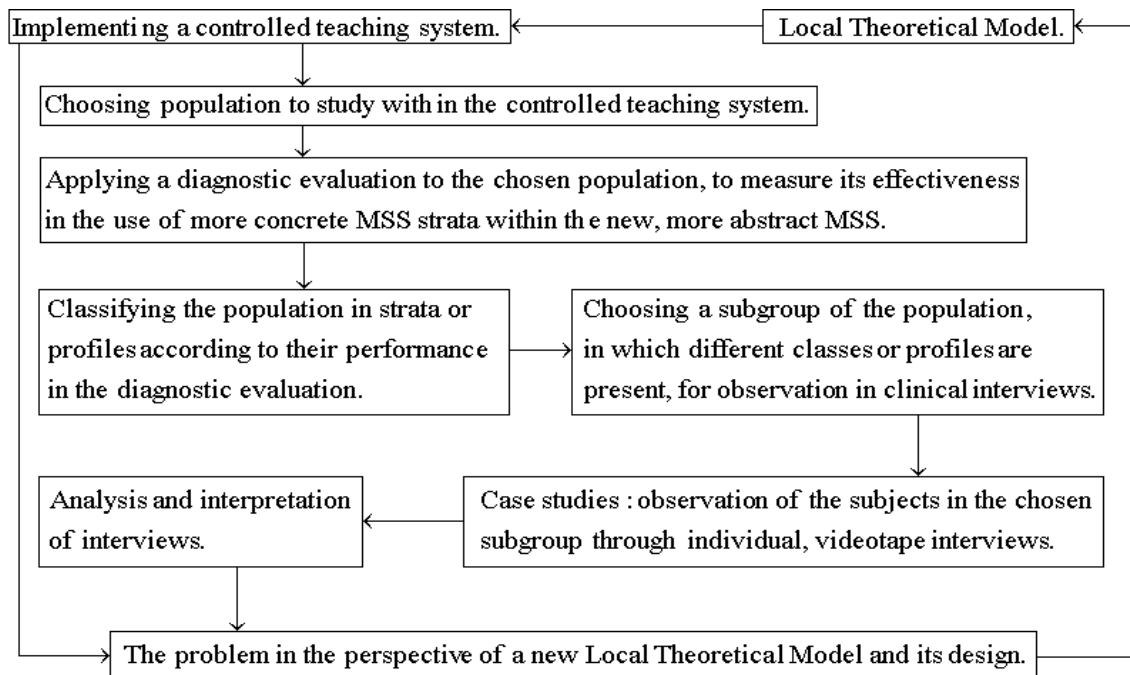 Implementing a controlled teaching system.
Local Theoretical Model.
Choosing population to study with in the controlled teaching system.
Applying a diagnostic evaluation to the chosen population, to measure its effectiveness
in the use of more concrete MSS strata within the new, more abstract MSS.
Classifying the population in strata or
profiles according to their performance
in the diagnostic evaluation.
Choosing a subgroup of the population,
in which different classes or profiles are
present, for observation in clinical interviews.
Case studies : observation of the subjects in the chosen
subgroup through individual, videotape interviews.
Analysis and interpretation
of interviews.
The problem in the perspective of a new Local Theoretical Model and its design.